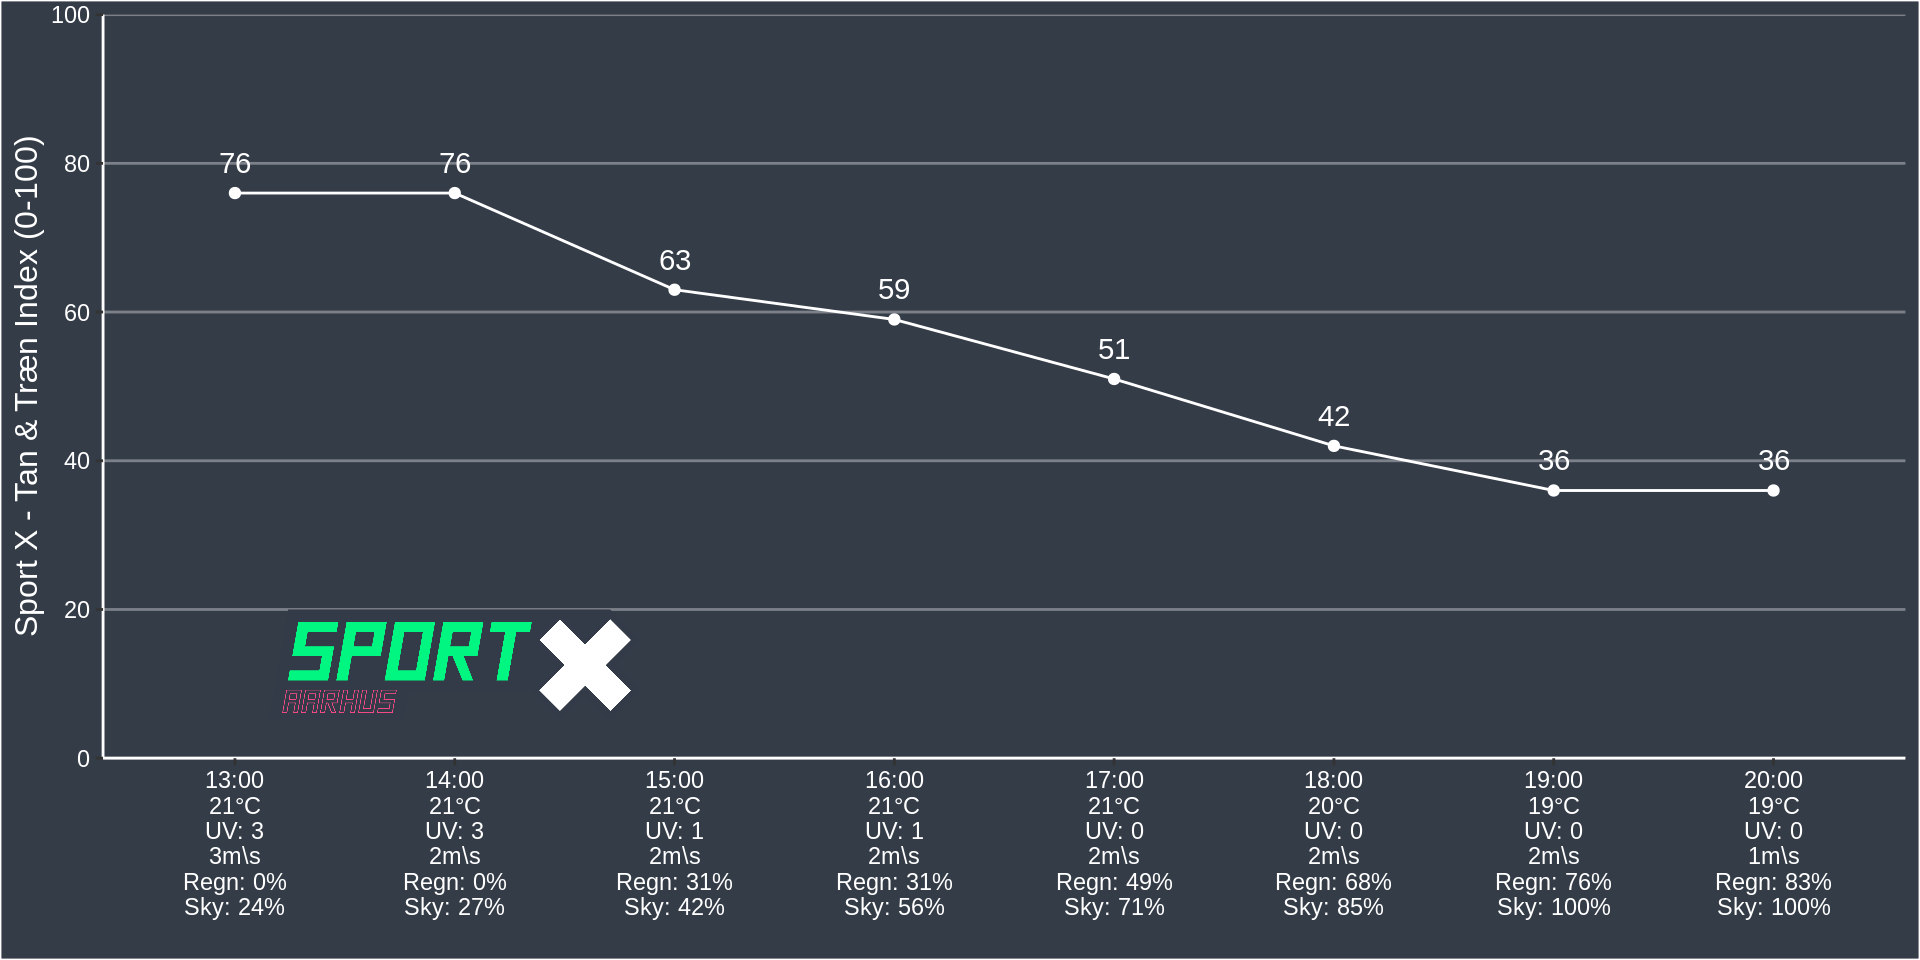 100
80
60
40
20
0
Sport X - Tan & Træn Index (0-100)
76
76
63
59
51
42
36
36
SPORT X
AARHUS
13:00 14:00 15:00 16:00 17:00 18:00 19:00 20:00
21°C 21°C 21°C 21°C 21°C 20°C 19°C 19°C
UV: 3 UV: 3 UV: 1 UV: 1 UV: 0 UV: 0 UV: 0 UV: 0
3m\s 2m\s 2m\s 2m\s 2m\s 2m\s 2m\s 1m\s
Regn: 0% Regn: 0% Regn: 31% Regn: 31% Regn: 49% Regn: 68% Regn: 76% Regn: 83%
Sky: 24% Sky: 27% Sky: 42% Sky: 56% Sky: 71% Sky: 85% Sky: 100% Sky: 100%